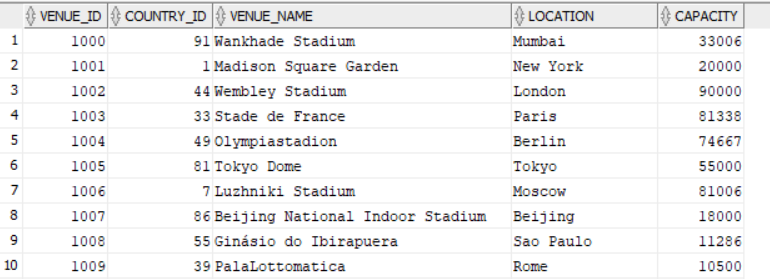 VENUE_ID COUNTRY_ID VENUE_NAME LOCATION CAPACITY
1 1000 91 Wankhade Stadium Mumbai 33006
2 1001 1 Madison Square Garden New York 20000
3 1002 44 Wembley Stadium London 90000
4 1003 33 Stade de France Paris 81338
5 1004 49 Olympiastadion Berlin 74667
6 1005 81 Tokyo Dome Tokyo 55000
7 1006 7 Luzhniki Stadium Moscow 81006
8 1007 86 Beijing National Indoor Stadium Beijing 18000
9 1008 55 Ginásio do Ibirapuera Sao Paulo 11286
10 1009 39 PalaLottomatica Rome 10500